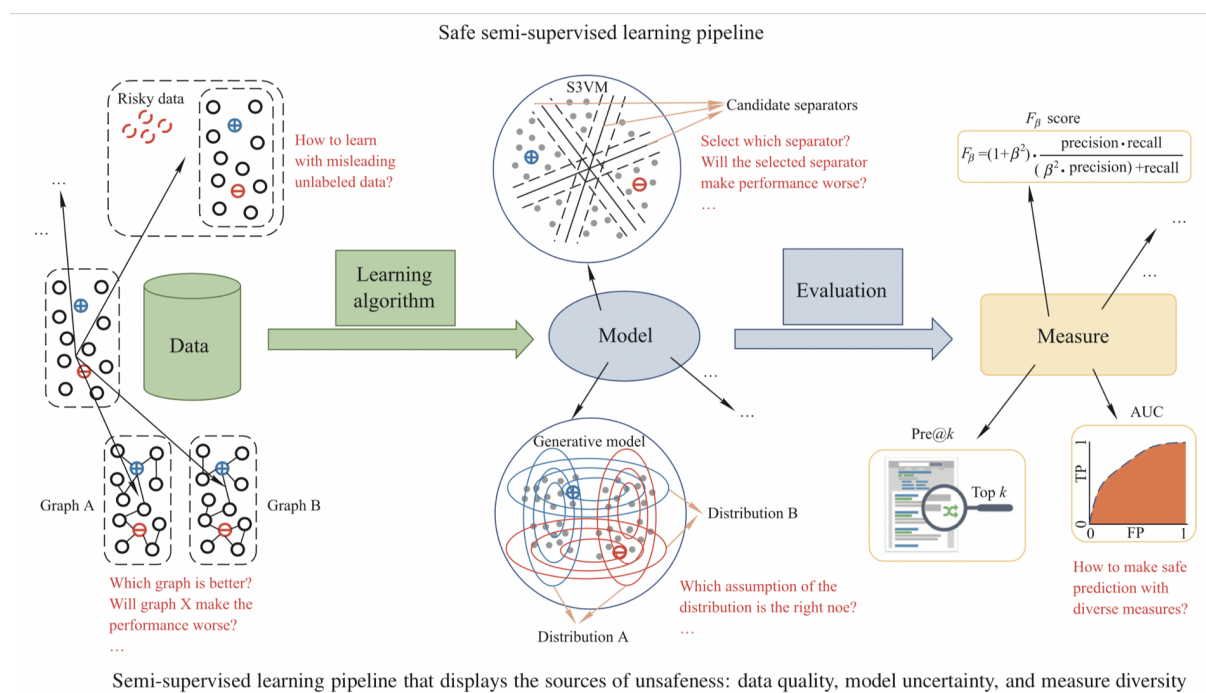 Safe semi-supervised learning pipeline
Risky data
How to learn
with misleading
unlabeled data?
...
...
Data
Graph A
Graph B
Which graph is better?
Will graph X make the
performance worse?
...
Learning
algorithm
S3VM
Candidate separators
Select which separator?
Will the selected separator
make performance worse?
...
Model
...
...
Generative model
Distribution B
Distribution A
Which assumption of the
distribution is the right noe?
...
Evaluation
Fβ score
Fβ =(1+β²)· precision·recall
(β²· precision)+recall
...
...
Measure
Pre@k
Top k
AUC
1
TP
0
0 FP 1
How to make safe
prediction with
diverse measures?
Semi-supervised learning pipeline that displays the sources of unsafeness: data quality, model uncertainty, and measure diversity